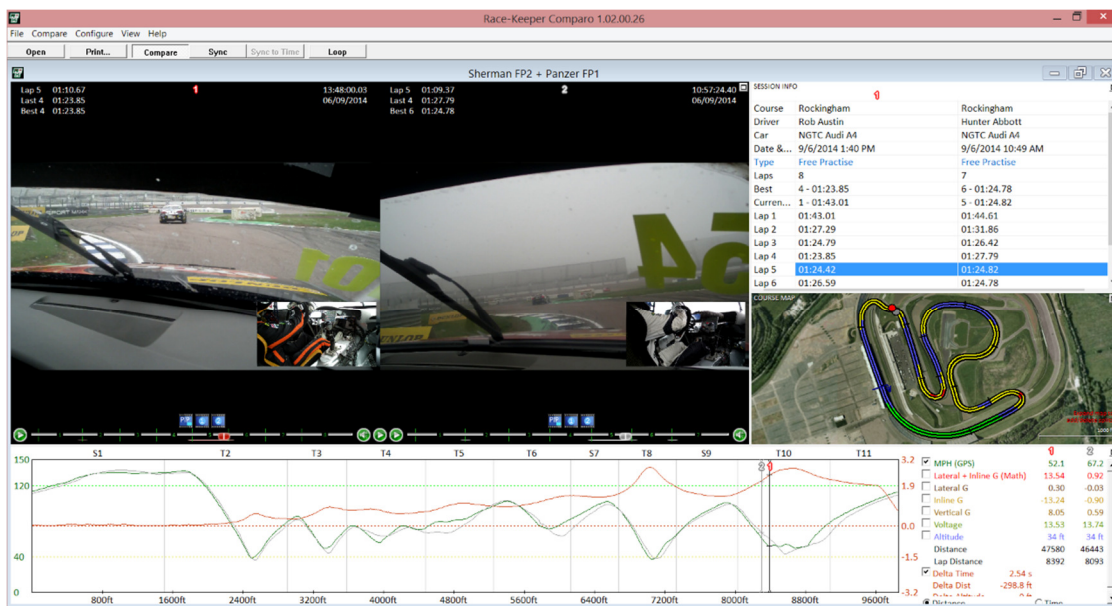 Race-Keeper Comparo 1.02.00.26
File Compare Configure View Help
Open Print... Compare Sync Sync to Time Loop
Sherman FP2 + Panzer FP1
Lap 5 01:10.67 1 13:48:00.03
Last 4 01:23.85 06/09/2014
Best 4 01:23.85
Lap 5 01:09.37 2 10:57:24.40
Last 4 01:27.79 06/09/2014
Best 6 01:24.78
54
SESSION INFO
1
Course Rockingham Rockingham
Driver Rob Austin Hunter Abbott
Car NGTC Audi A4 NGTC Audi A4
Date &... 9/6/2014 1:40 PM 9/6/2014 10:49 AM
Type Free Practise Free Practise
Laps 8 7
Best 4 - 01:23.85 6 - 01:24.78
Curren... 1 - 01:43.01 5 - 01:24.82
Lap 1 01:43.01 01:44.61
Lap 2 01:27.29 01:31.86
Lap 3 01:24.79 01:26.42
Lap 4 01:23.85 01:27.79
Lap 5 01:24.42 01:24.82
Lap 6 01:26.59 01:24.78
COURSE MAP
S1 T2 T3 T4 T5 T6 S7 T8 S9 T10 T11
150
120
40
0
3.2
1.9
0.0
-1.5
-3.2
2 1
800ft 1600ft 2400ft 3200ft 4000ft 4800ft 5600ft 6400ft 7200ft 8000ft 8800ft 9600ft
1 2
MPH (GPS) 52.1 67.2
Lateral + Inline G (Math) 13.54 0.92
Lateral G 0.30 -0.03
Inline G -13.24 -0.90
Vertical G 8.05 0.59
Voltage 13.53 13.74
Altitude 34 ft 34 ft
Distance 47580 46443
Lap Distance 8392 8093
Delta Time 2.54 s
Delta Dist -298.8 ft
Distance Time